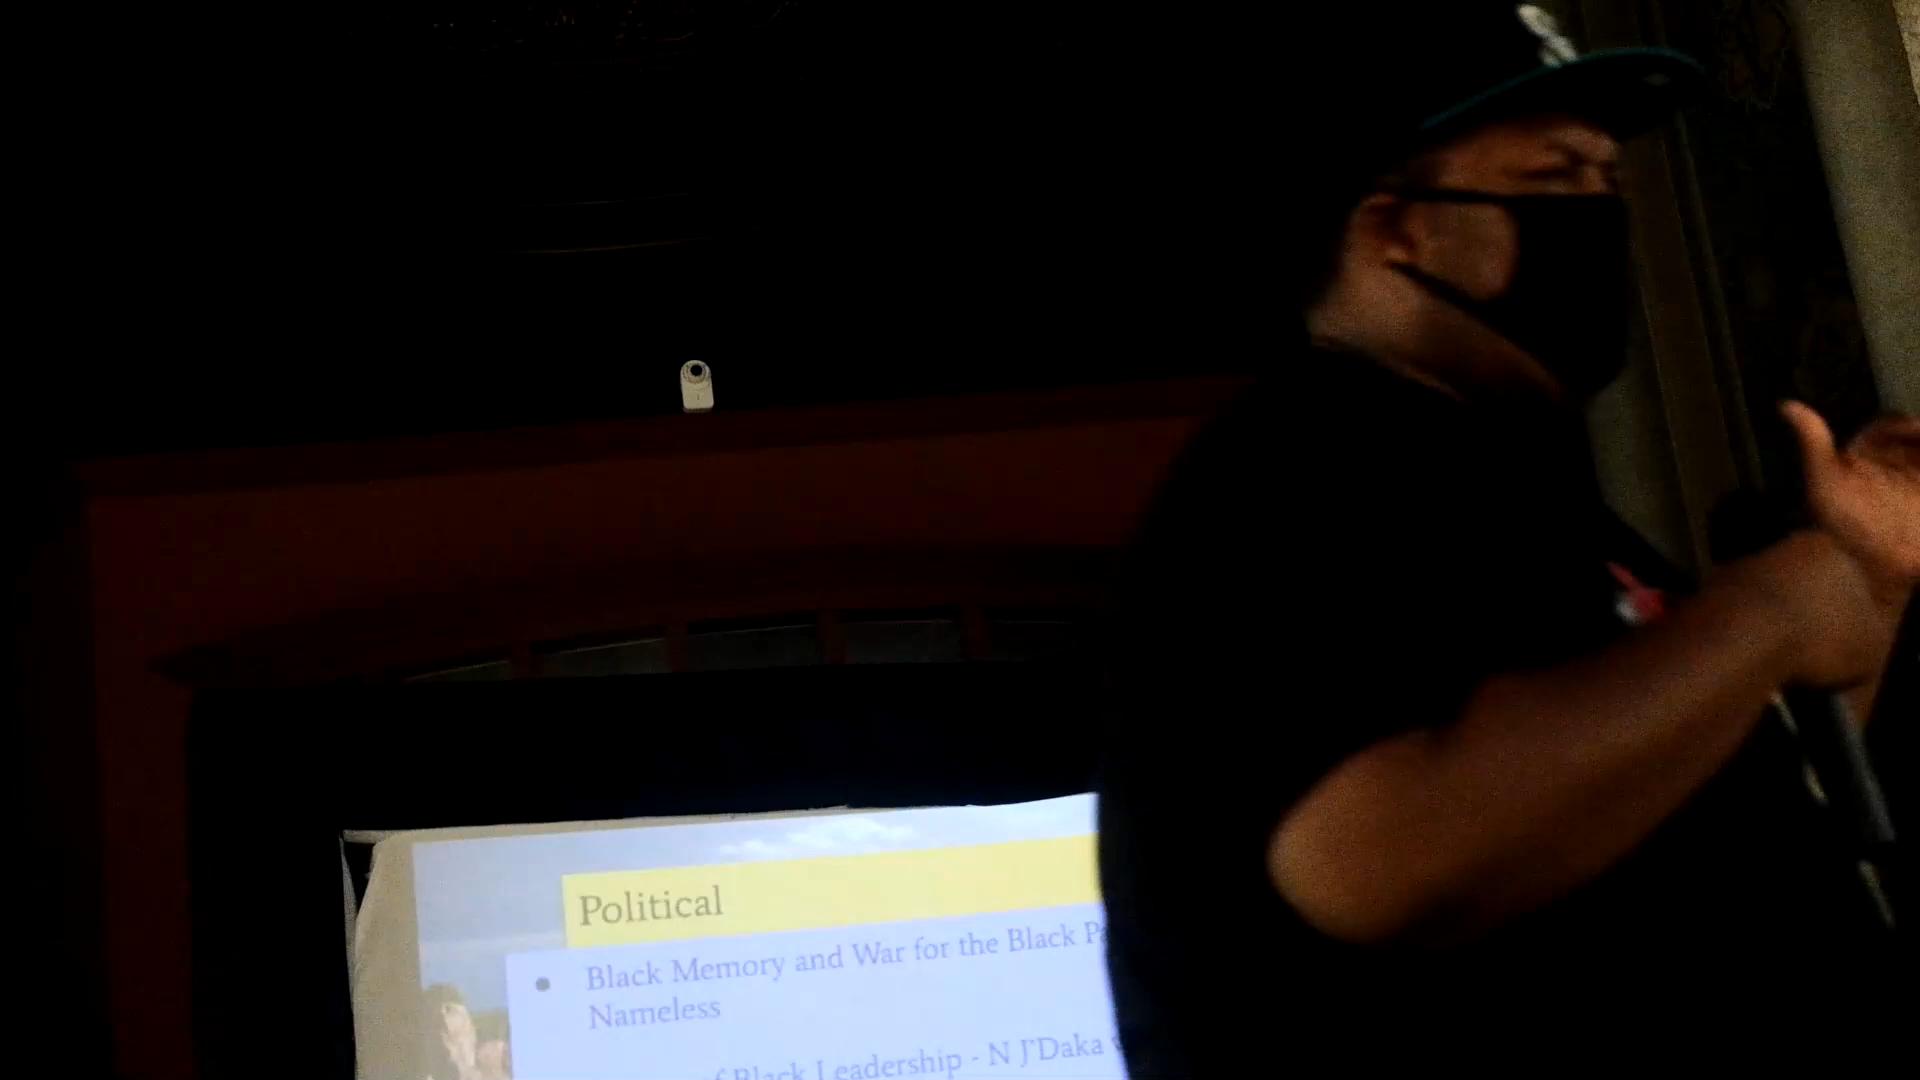 Political
Black Memory and War for the Black
Nameless
Black Leadership - N J'Daka